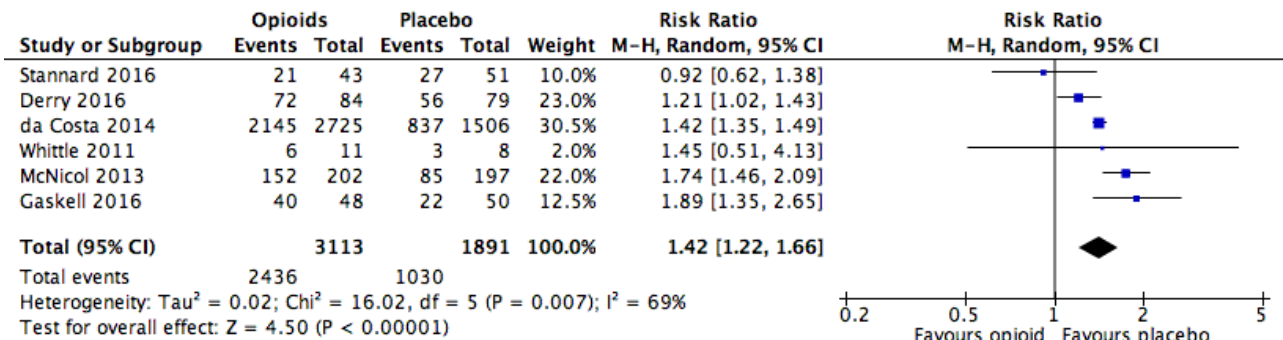 Opioids Placebo Risk Ratio Risk Ratio
Study or Subgroup Events Total Events Total Weight M-H, Random, 95% CI M-H, Random, 95% CI
Stannard 2016 21 43 27 51 10.0% 0.92 [0.62, 1.38]
Derry 2016 72 84 56 79 23.0% 1.21 [1.02, 1.43]
da Costa 2014 2145 2725 837 1506 30.5% 1.42 [1.35, 1.49]
Whittle 2011 6 11 3 8 2.0% 1.45 [0.51, 4.13]
McNicol 2013 152 202 85 197 22.0% 1.74 [1.46, 2.09]
Gaskell 2016 40 48 22 50 12.5% 1.89 [1.35, 2.65]
Total (95% CI) 3113 1891 100.0% 1.42 [1.22, 1.66]
Total events 2436 1030
Heterogeneity: Tau² = 0.02; Chi² = 16.02, df = 5 (P = 0.007); I² = 69%
Test for overall effect: Z = 4.50 (P < 0.00001)
0.2 0.5 1 2 5
Favours opioid Favours placebo